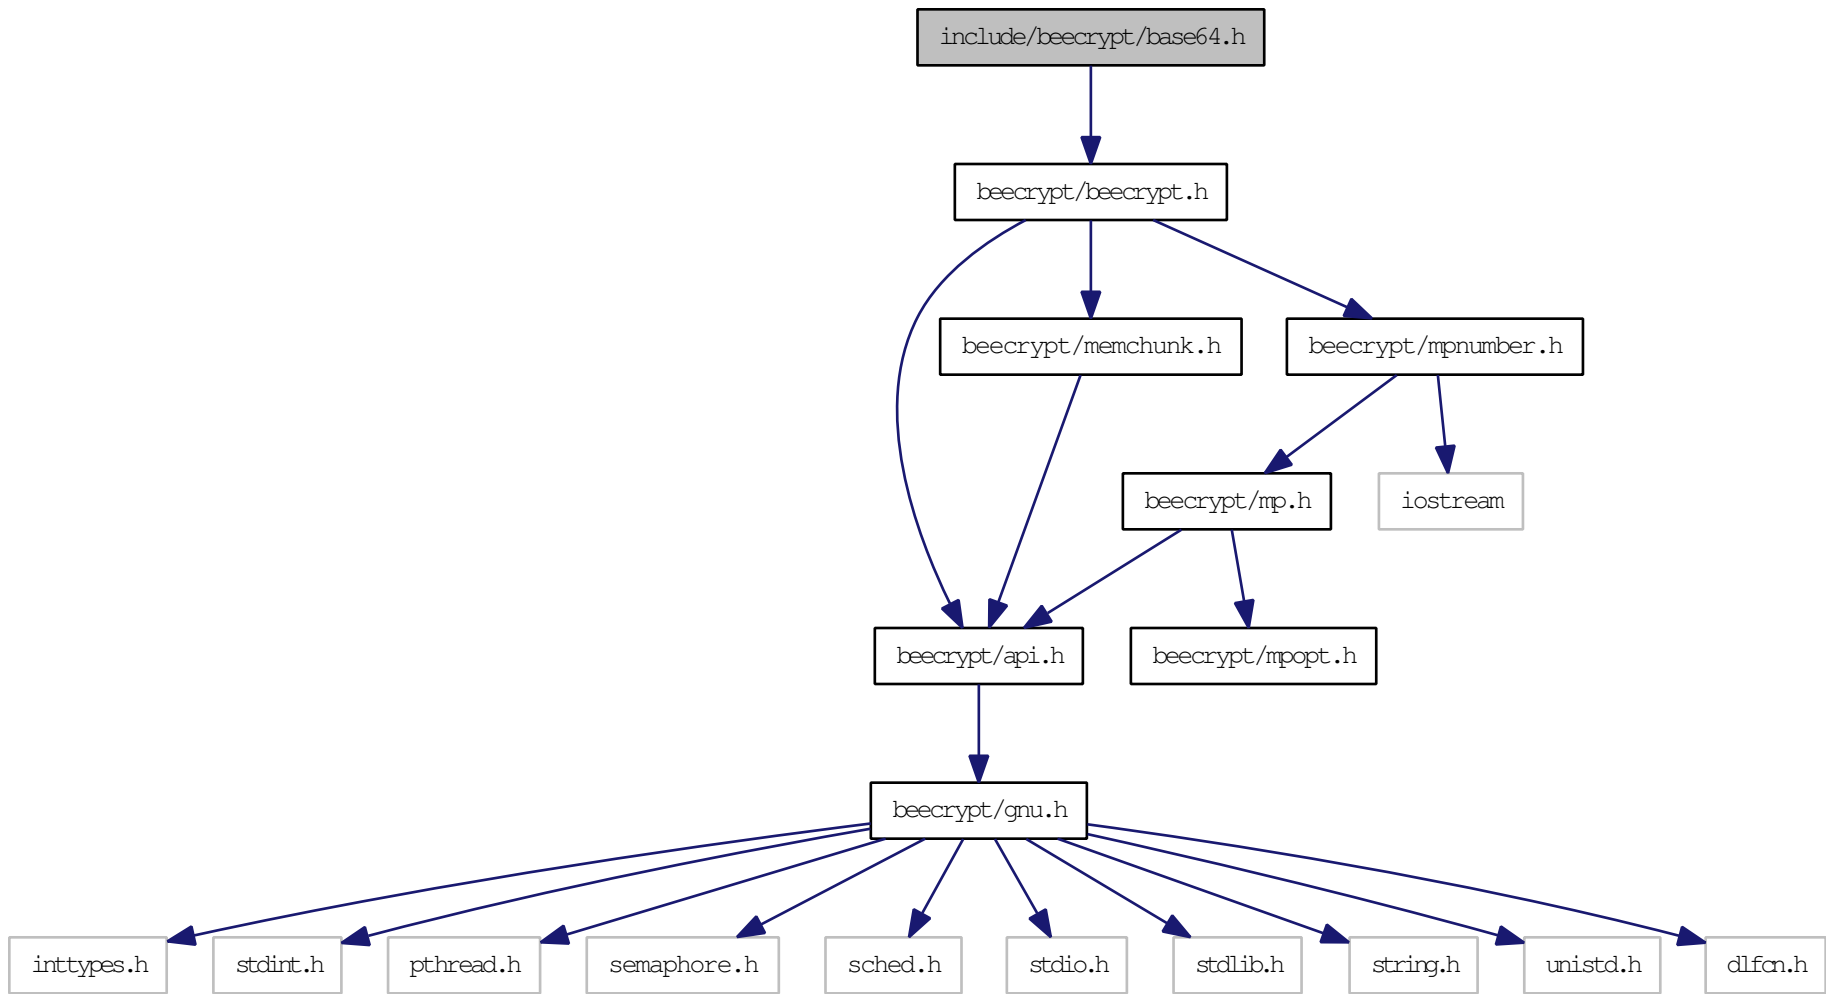 include/beecrypt/base64.h
beecrypt/beecrypt.h
beecrypt/memchunk.h
beecrypt/mpnumber.h
beecrypt/mp.h
iostream
beecrypt/api.h
beecrypt/mpopt.h
beecrypt/gnu.h
inttypes.h
stdint.h
pthread.h
semaphore.h
sched.h
stdio.h
stdlib.h
string.h
unistd.h
dlfcn.h